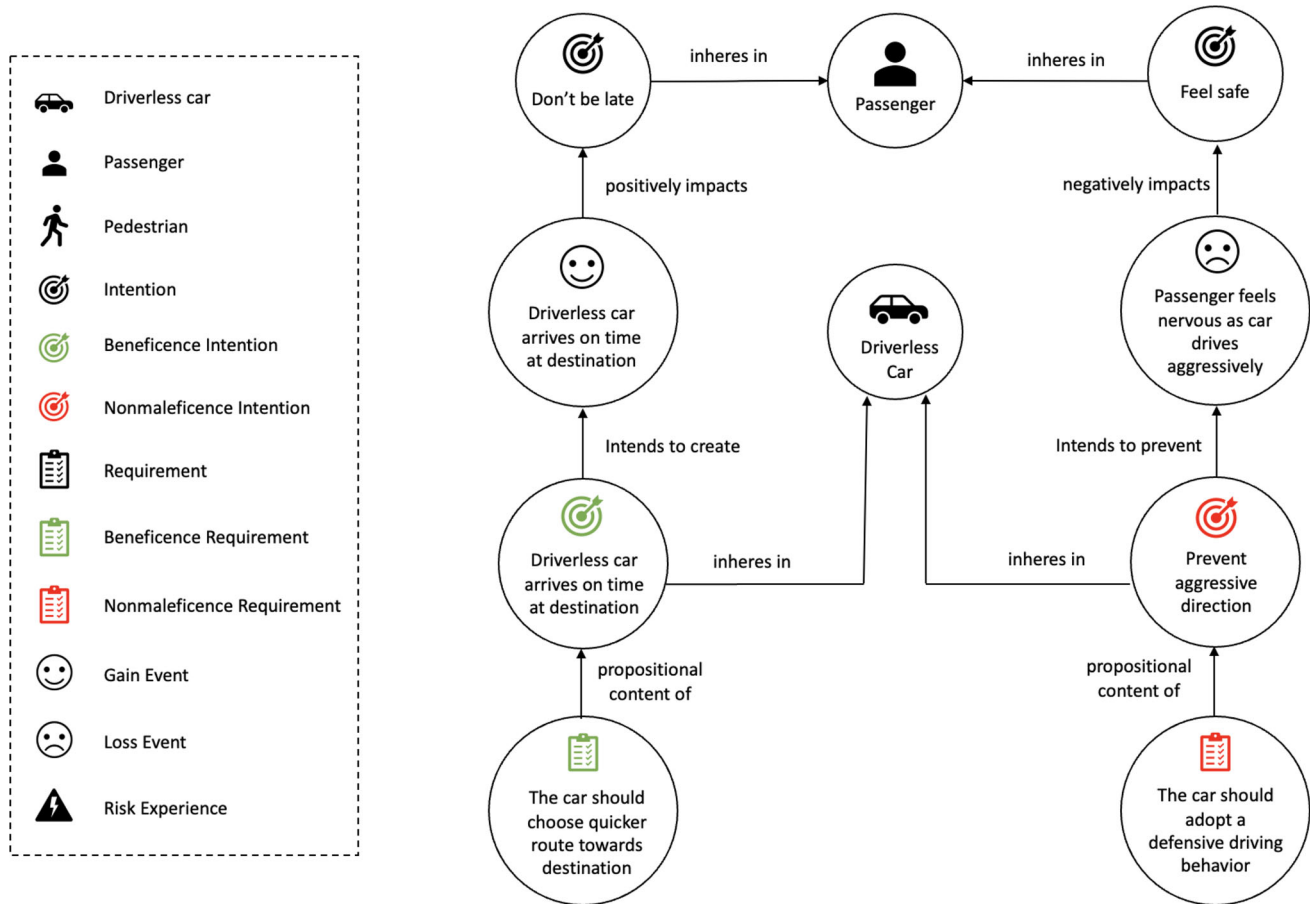 Driverless car
Passenger
Pedestrian
Intention
Beneficence Intention
Nonmaleficence Intention
Requirement
Beneficence Requirement
Nonmaleficence Requirement
Gain Event
Loss Event
Risk Experience
Don't be late
inheres in
Passenger
inheres in
Feel safe
positively impacts
negatively impacts
Driverless car
arrives on time
at destination
Driverless
Car
Passenger feels
nervous as car
drives
aggressively
Intends to create
Intends to prevent
Driverless car
arrives on time
at destination
inheres in
inheres in
Prevent
aggressive
direction
propositional
content of
propositional
content of
The car should
choose quicker
route towards
destination
The car should
adopt a
defensive driving
behavior